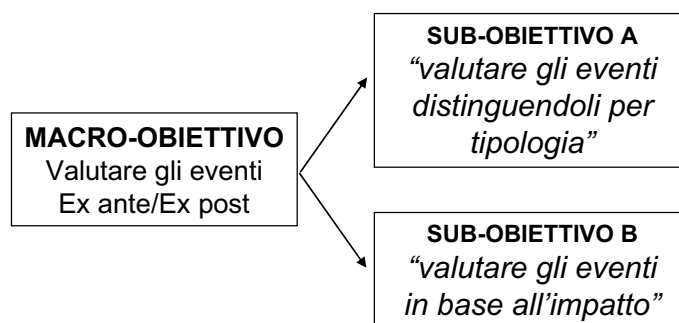 MACRO-OBIETTIVO
Valutare gli eventi
Ex ante/Ex post
SUB-OBIETTIVO A
“valutare gli eventi
distinguendoli per
tipologia”
SUB-OBIETTIVO B
“valutare gli eventi
in base all’impatto”